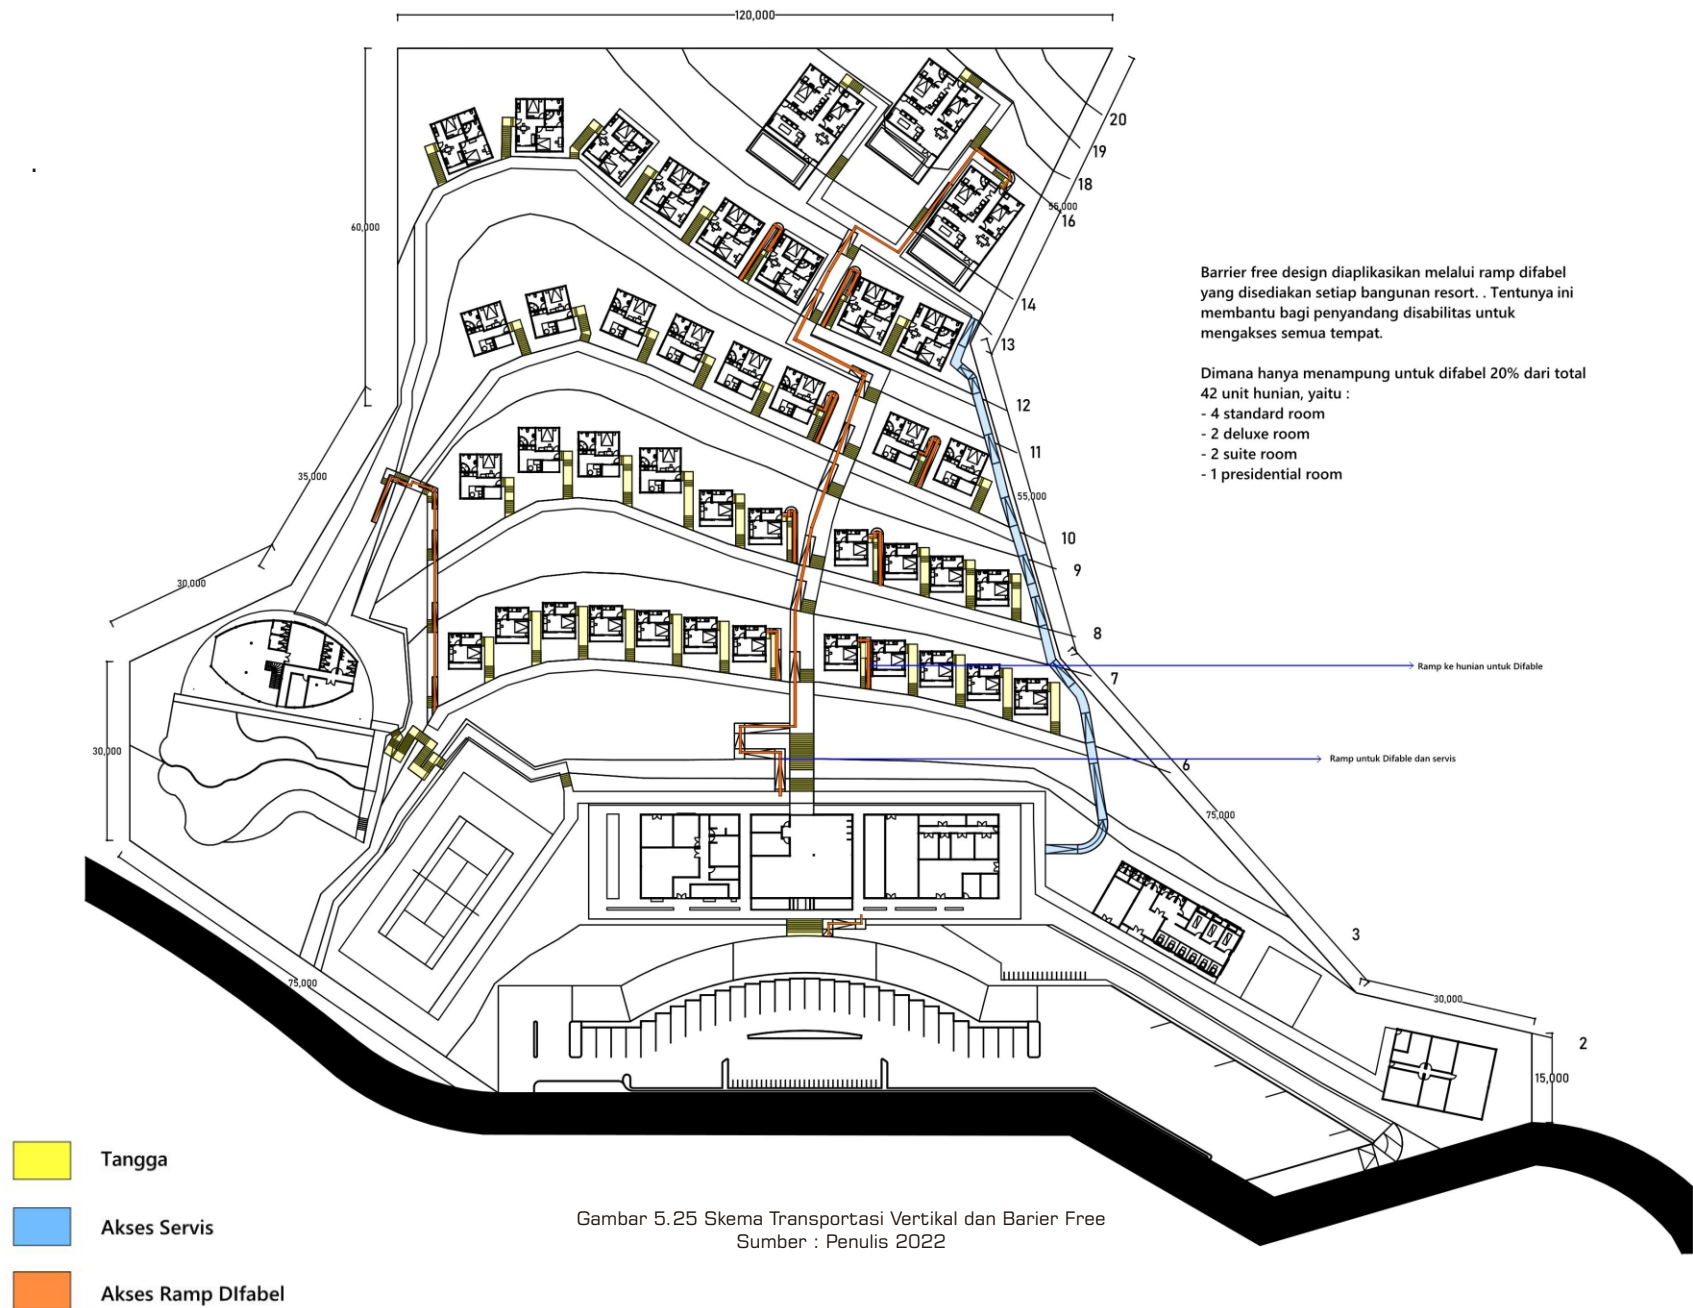 120,000
20
19
18
55,000
16
60,000
14
13
12
11
35,000
55,000
10
9
30,000
8
7
30,000
6
75,000
3
75,000
30,000
2
15,000
Barrier free design diaplikasikan melalui ramp difabel
yang disediakan setiap bangunan resort. . Tentunya ini
membantu bagi penyandang disabilitas untuk
mengakses semua tempat.
Dimana hanya menampung untuk difabel 20% dari total
42 unit hunian, yaitu :
- 4 standard room
- 2 deluxe room
- 2 suite room
- 1 presidential room
Ramp ke hunian untuk Difable
Ramp untuk Difable dan servis
Tangga
Akses Servis
Akses Ramp DIfabel
Gambar 5.25 Skema Transportasi Vertikal dan Barier Free
Sumber : Penulis 2022